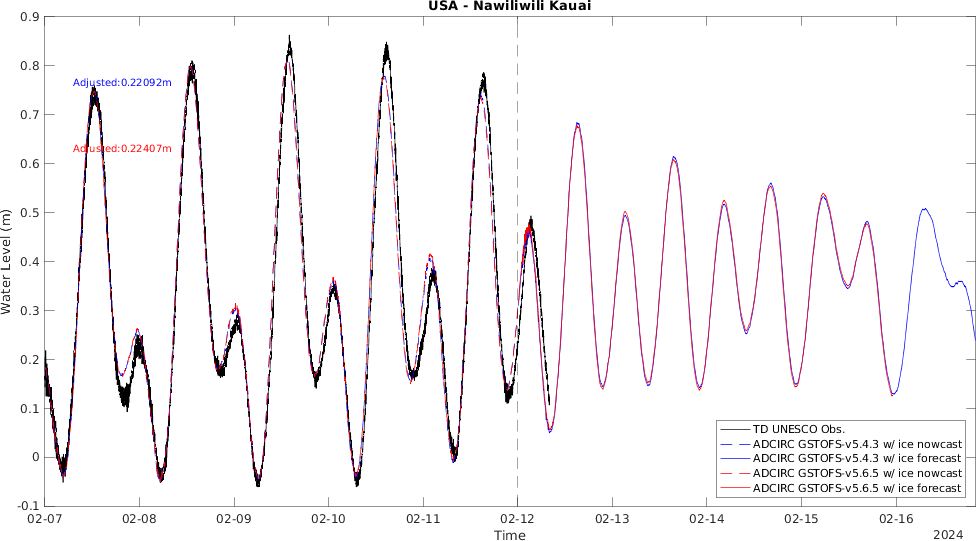 USA - Nawiliwili Kauai
0.9
0.8
0.7
0.6
0.5
0.4
0.3
0.2
0.1
0
-0.1
Water Level (m)
Adjusted:0.22092m
Adjusted:0.22407m
TD UNESCO Obs.
ADCIRC GSTOFS-v5.4.3 w/ ice nowcast
ADCIRC GSTOFS-v5.4.3 w/ ice forecast
ADCIRC GSTOFS-v5.6.5 w/ ice nowcast
ADCIRC GSTOFS-v5.6.5 w/ ice forecast
02-07 02-08 02-09 02-10 02-11 02-12 02-13 02-14 02-15 02-16
Time
2024